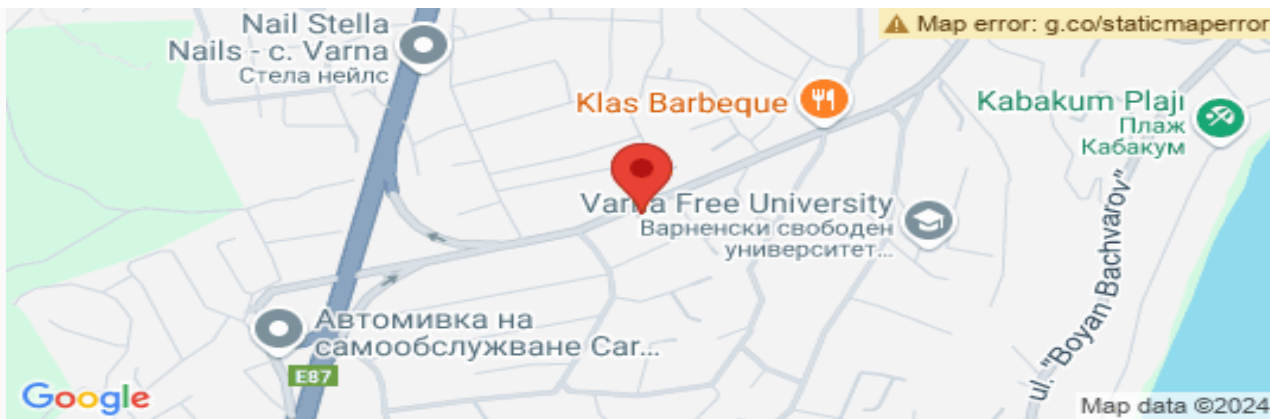 Nail Stella
Nails - c. Varna
Стела нейлс
Map error: g.co/staticmaperror
Klas Barbeque
Kabakum Plajı
Плаж
Кабакум
Varna Free University
Варненски свободен
университет...
ul. "Boyan Bachvarov"
Автомивка на
самообслужване Car...
E87
Google
Map data ©2024